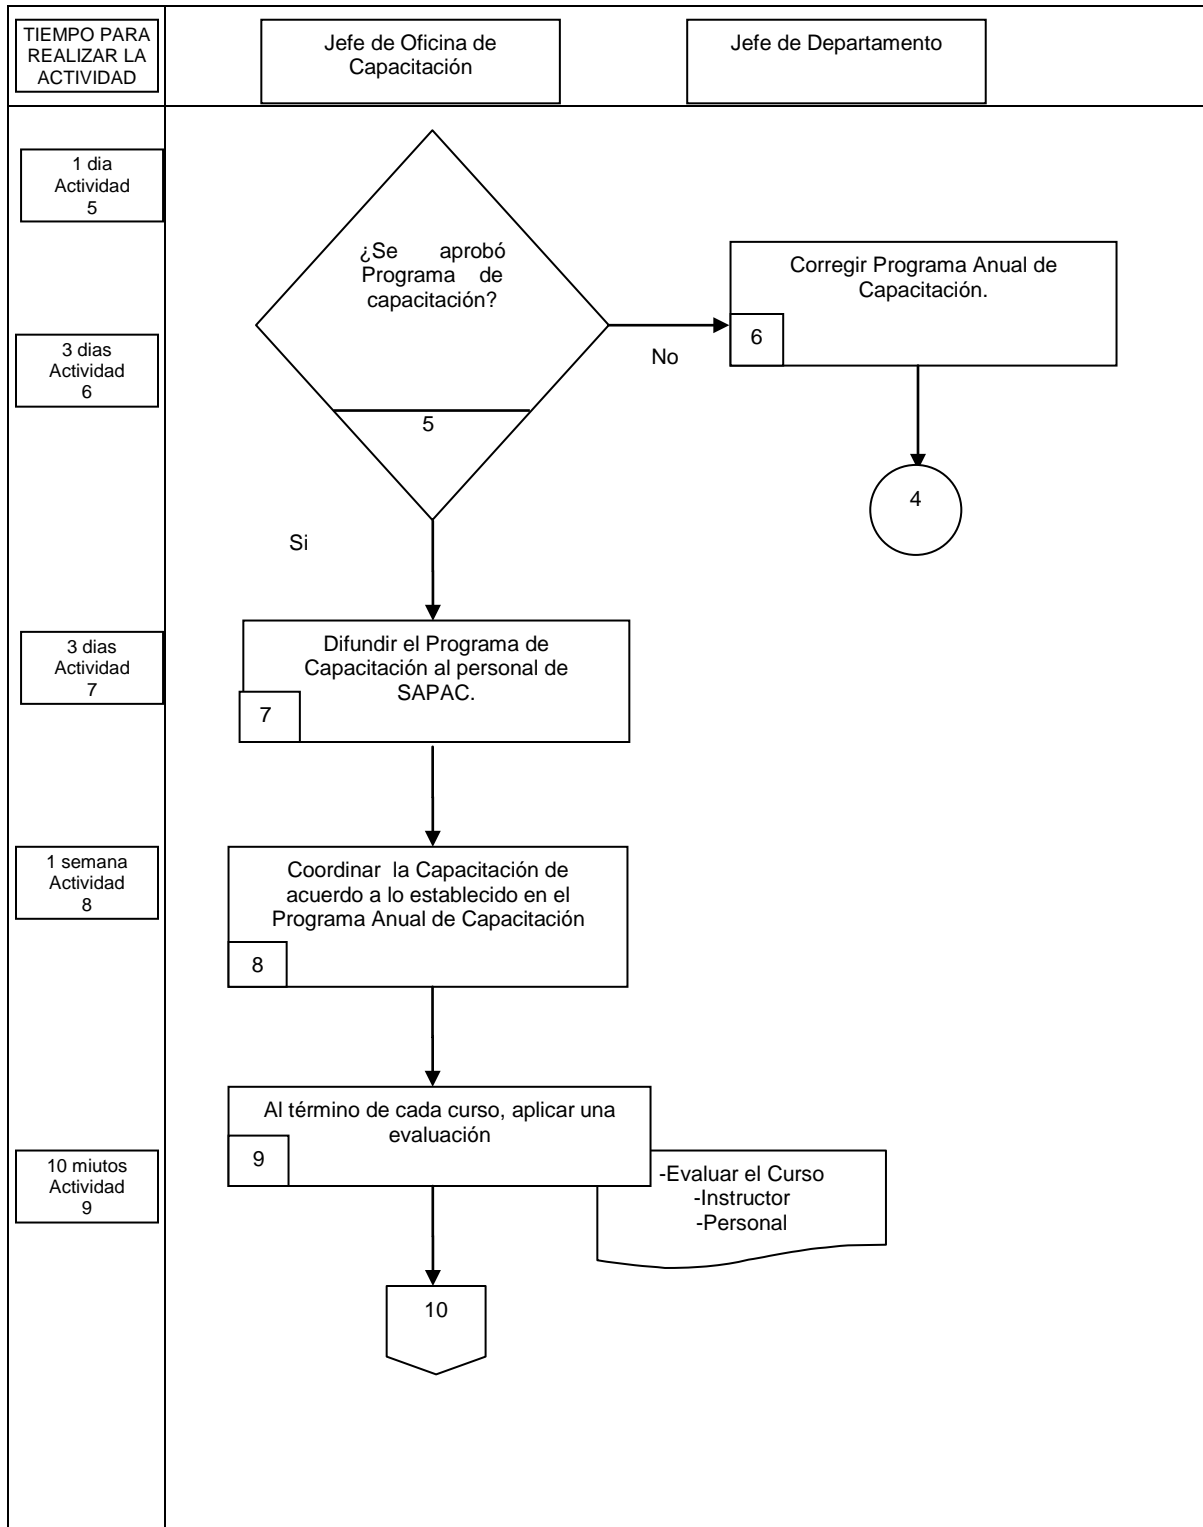 TIEMPO PARA
REALIZAR LA
ACTIVIDAD
Jefe de Oficina de
Capacitación
Jefe de Departamento
1 dia
Actividad
5
¿Se aprobó
Programa de
capacitación?
5
Corregir Programa Anual de
Capacitación.
6
No
3 dias
Actividad
6
4
Si
3 dias
Actividad
7
Difundir el Programa de
Capacitación al personal de
SAPAC.
7
1 semana
Actividad
8
Coordinar la Capacitación de
acuerdo a lo establecido en el
Programa Anual de Capacitación
8
Al término de cada curso, aplicar una
evaluación
9
10 miutos
Actividad
9
-Evaluar el Curso
-Instructor
-Personal
10